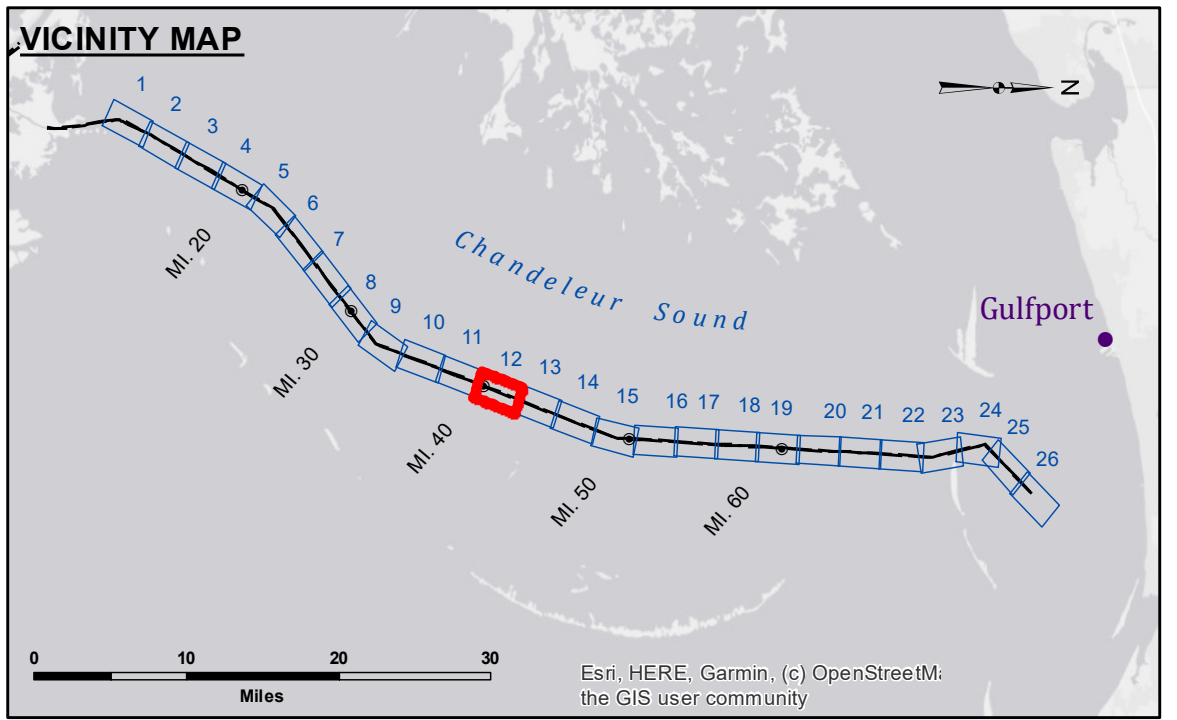 VICINITY MAP
N
1
2
3
4
5
6
7
8
9
10
11
12
13
14
15
16
17
18
19
20
21
22
23
24
25
26
MI. 20
MI. 30
MI. 40
MI. 50
MI. 60
Chandeleur Sound
Gulfport
0 10 20 30
Miles
Esri, HERE, Garmin, (c) OpenStreetMa
the GIS user community